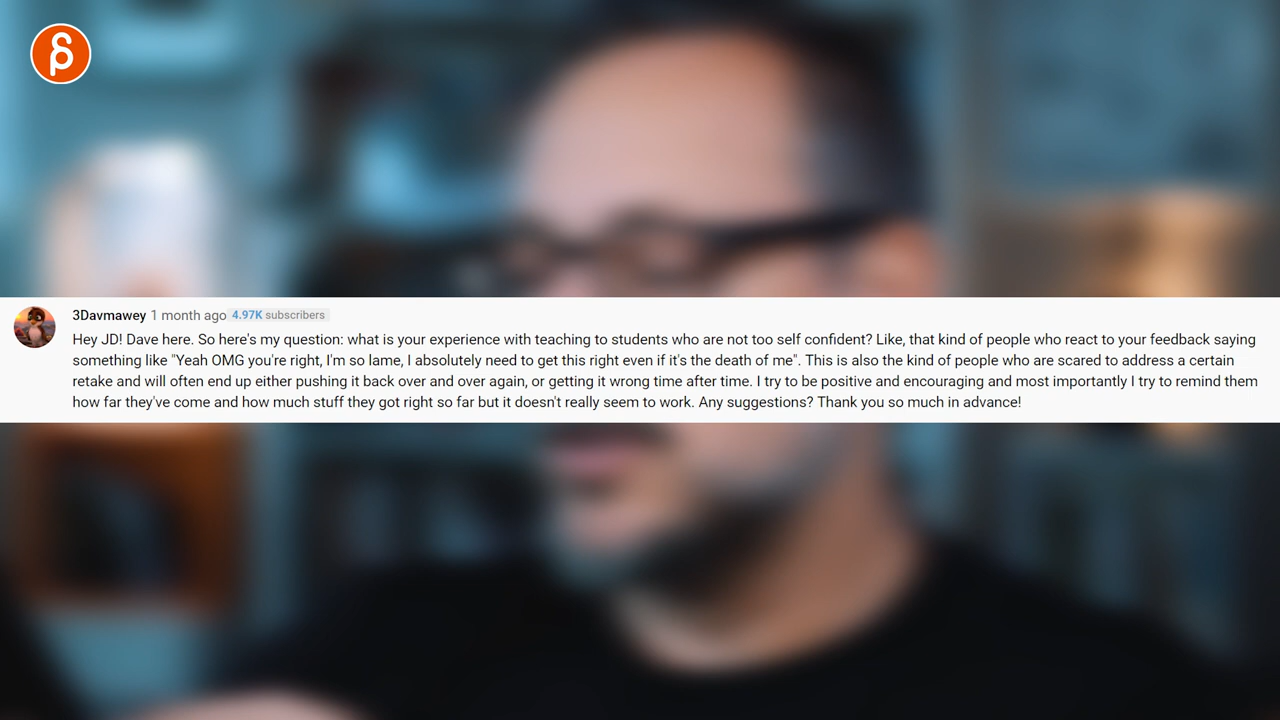 3Davmawey 1 month ago 4.97K subscribers
Hey JD! Dave here. So here's my question: what is your experience with teaching to students who are not too self confident? Like, that kind of people who react to your feedback saying
something like "Yeah OMG you're right, I'm so lame, I absolutely need to get this right even if it's the death of me". This is also the kind of people who are scared to address a certain
retake and will often end up either pushing it back over and over again, or getting it wrong time after time. I try to be positive and encouraging and most importantly I try to remind them
how far they've come and how much stuff they got right so far but it doesn't really seem to work. Any suggestions? Thank you so much in advance!